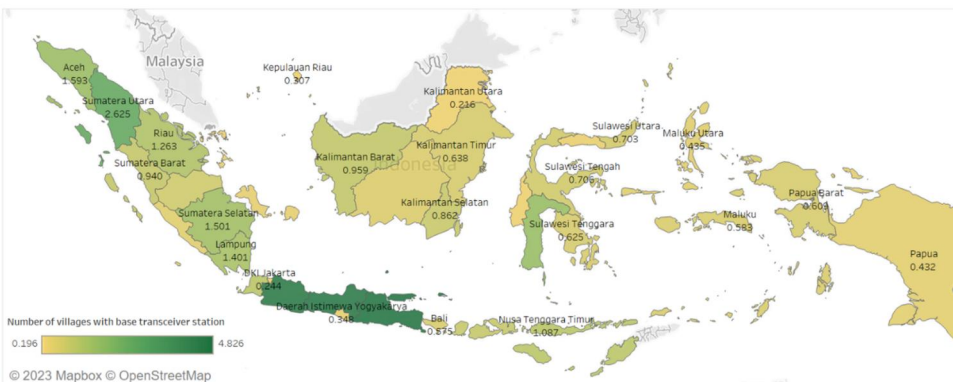 Malaysia
Aceh
1.593
Kepulauan Riau
0.307
Kalimantan Utara
0.216
Sumatera Utara
2.625
Riau
1.263
Sumatera Barat
0.940
Kalimantan Barat
0.959
Kalimantan Timur
0.638
Indonesia
Sulawesi Utara
0.703
Maluku Utara
0.435
Sulawesi Tengah
Papua Barat
0.603
Sumatera Selatan
1.501
Kalimantan Selatan
0.862
Sulawesi Tenggara
0.625
Maluku
0.583
Lampung
1.401
Papua
0.432
DKI Jakarta
0.244
Daerah Istimewa Yogyakarta
0.348
Bali
0.575
Nusa Tenggara Timur
1.087
Number of villages with base transceiver station
0.196 4.826
© 2023 Mapbox © OpenStreetMap